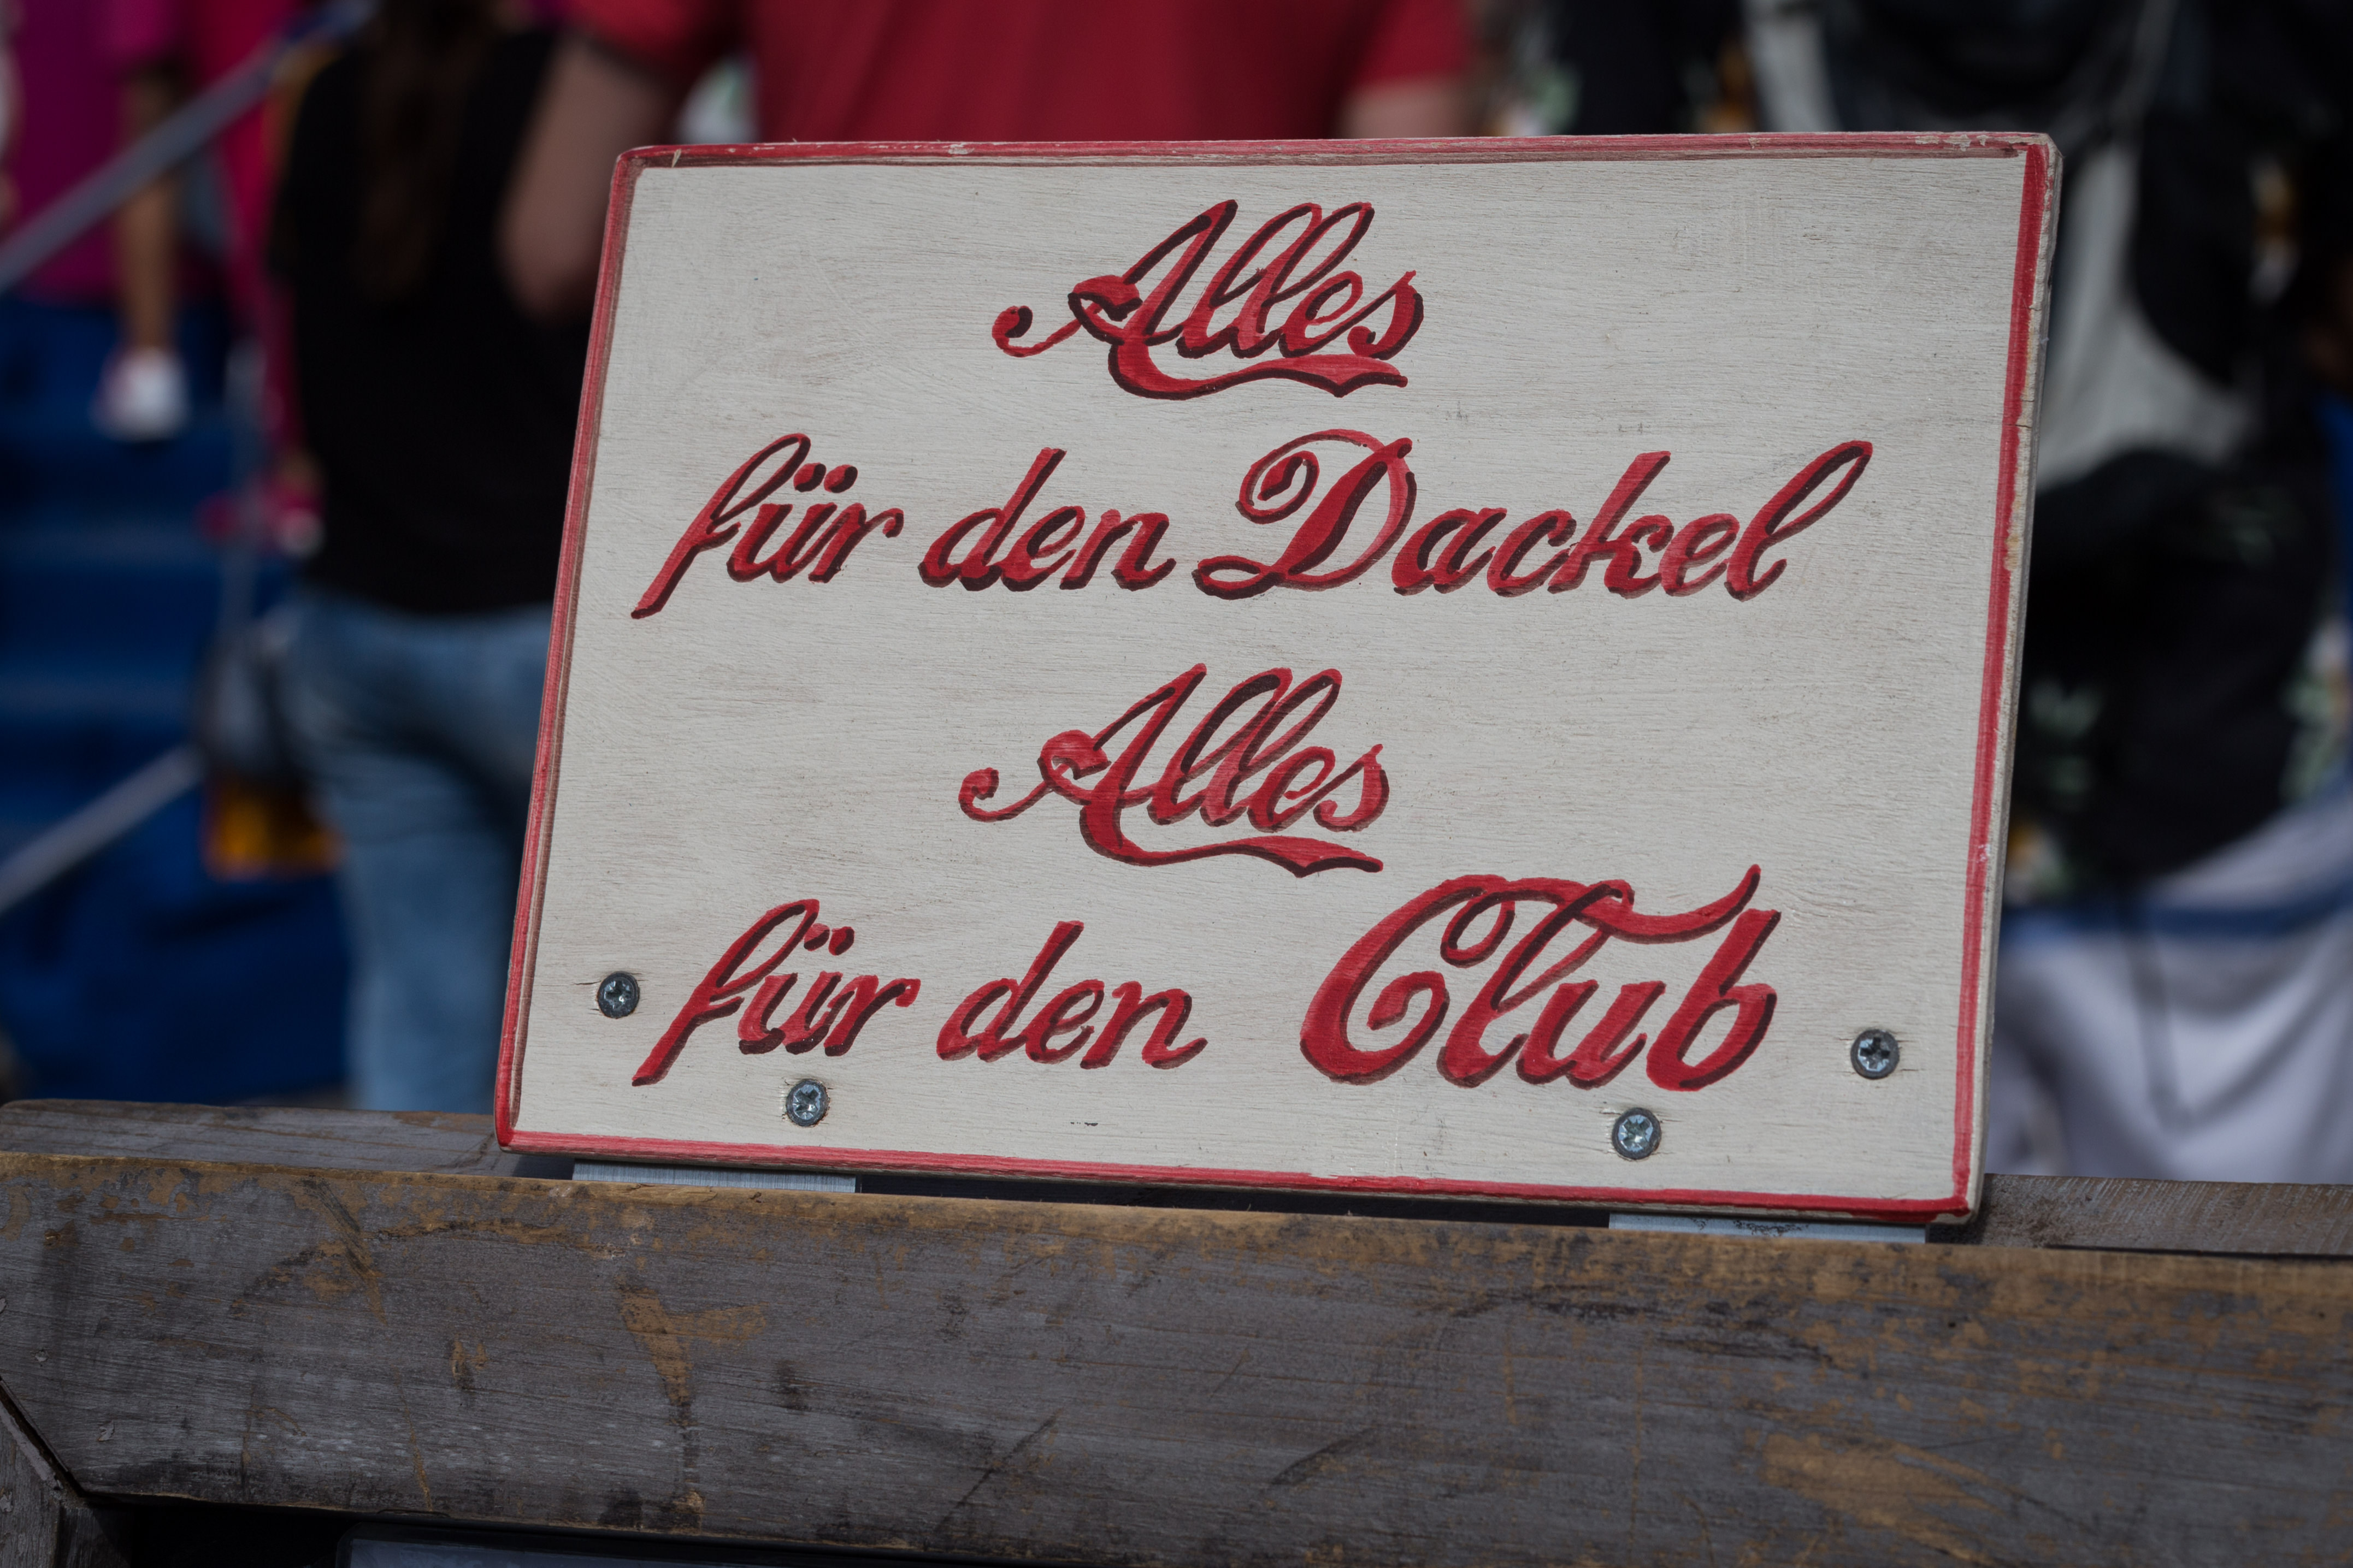 Alles
für den Dackel
Alles
für den Club